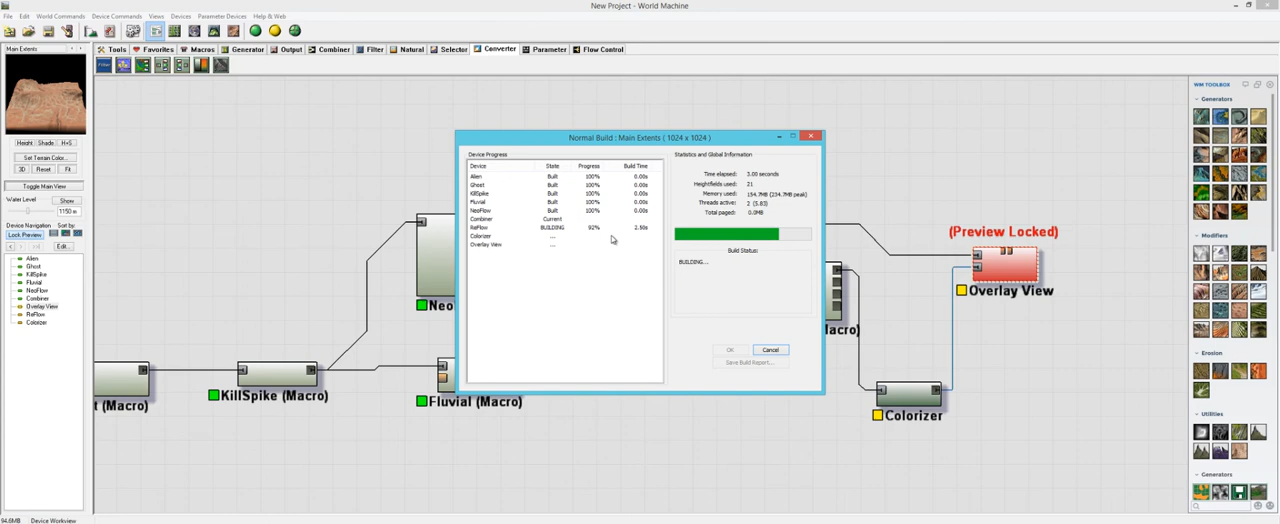 New Project - World Machine
File Edit World Commands Device Commands Views Devices Parameter Devices Help & Web
Main Extents
Tools Favorites Macros Generator Output Combiner Filter Natural Selector Converter Parameter Flow Control
Filter
Height Shade H+S
Set Terrain Color...
3D Reset Fit
Toggle Main View
Water Level Show
1150 m
Device Navigation Sort by:
Lock Preview
Edit...
Alien
Ghost
KillSpike
Fluvial
NeoFlow
Combiner
Overlay View
ReFlow
Colorizer
Normal Build : Main Extents ( 1024 x 1024 )
Device Progress
Device State Progress Build Time
Alien Built 100% 0.00s
Ghost Built 100% 0.00s
KillSpike Built 100% 0.00s
Fluvial Built 100% 0.00s
NeoFlow Built 100% 0.00s
Combiner Current
ReFlow BUILDING 92% 2.50s
Colorizer ...
Overlay View ...
Statistics and Global Information
Time elapsed: 3.00 seconds
Heightfields used: 21
Memory used: 154.7MB (234.7MB peak)
Threads active: 2 (5.83)
Total paged: 0.0MB
Build Status:
BUILDING...
OK Cancel
Save Build Report...
t (Macro)
KillSpike (Macro)
Neo
Fluvial (Macro)
Macro)
Colorizer
(Preview Locked)
Overlay View
WM TOOLBOX
Generators
Modifiers
Erosion
Utilities
Generators
94.6MB Device Workview